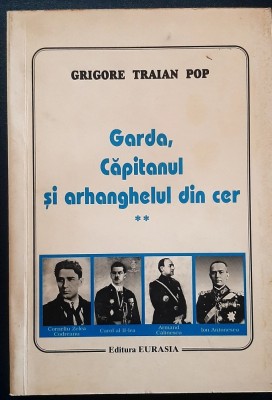 GRIGORE TRAIAN POP
Garda,
Căpitanul
și arhanghelul din cer
**
Corneliu Zelea
Codreanu
Carol al II-lea
Armand
Călinescu
Ion Antonescu
Editura EURASIA